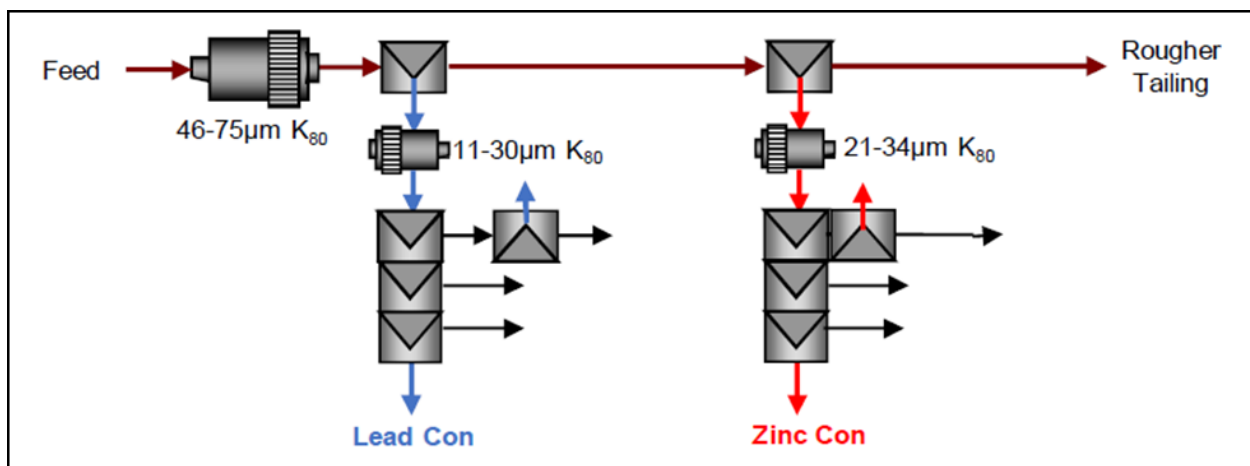 Feed
46-75µm K80
11-30µm K80
21-34µm K80
Rougher
Tailing
Lead Con
Zinc Con